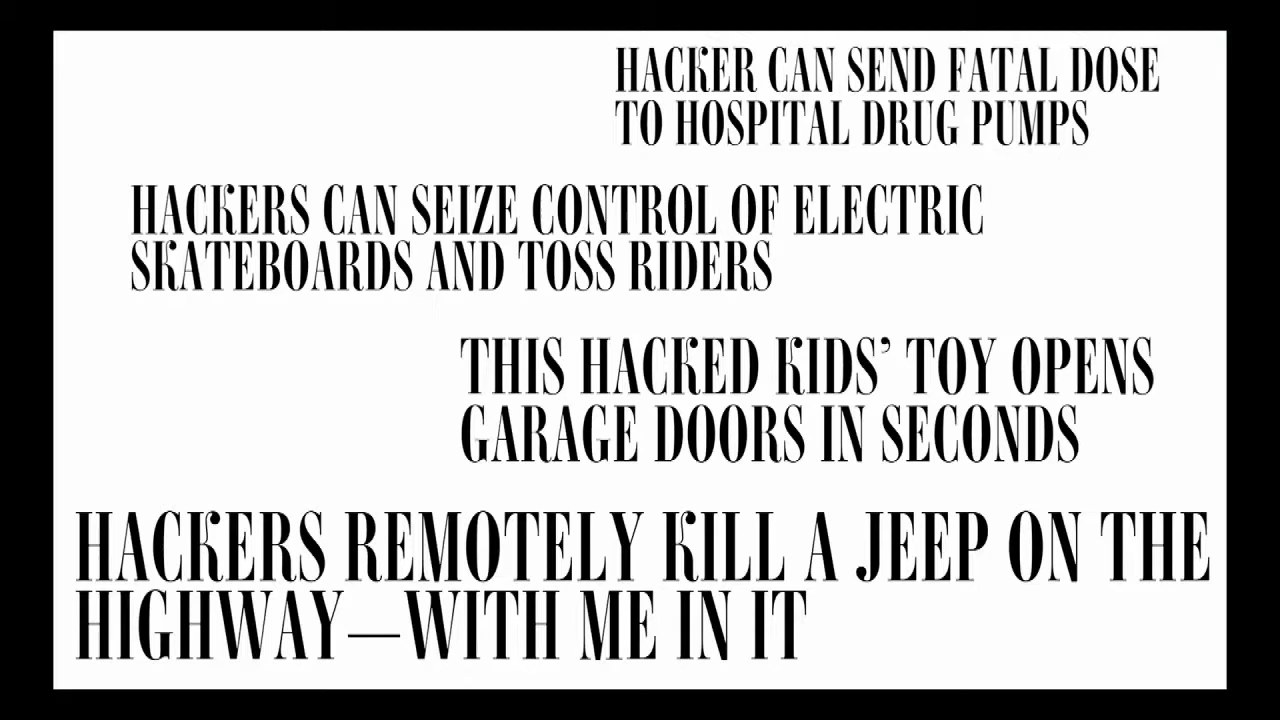 HACKER CAN SEND FATAL DOSE
TO HOSPITAL DRUG PUMPS
HACKERS CAN SEIZE CONTROL OF ELECTRIC
SKATEBOARDS AND TOSS RIDERS
THIS HACKED KIDS’ TOY OPENS
GARAGE DOORS IN SECONDS
HACKERS REMOTELY KILL A JEEP ON THE
HIGHWAY—WITH ME IN IT